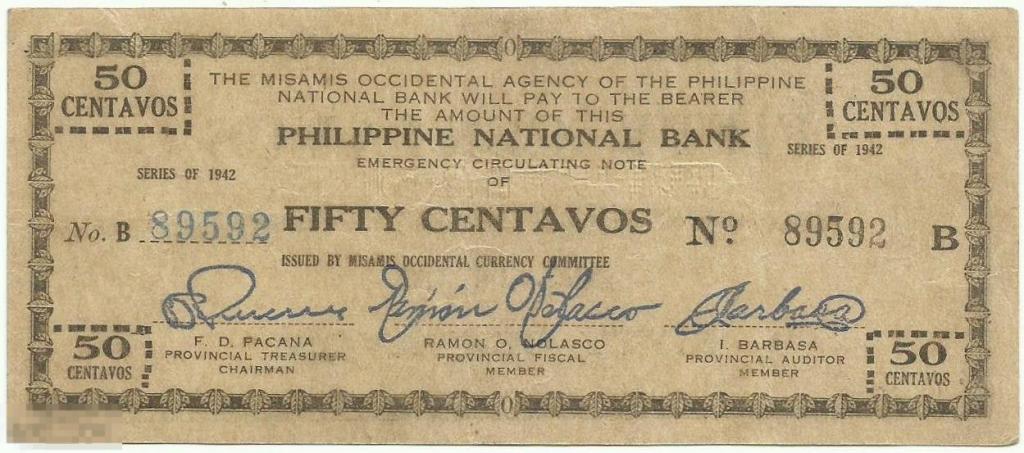 50 CENTAVOS
50 CENTAVOS
THE MISAMIS OCCIDENTAL AGENCY OF THE PHILIPPINE
NATIONAL BANK WILL PAY TO THE BEARER
THE AMOUNT OF THIS
PHILIPPINE NATIONAL BANK
EMERGENCY CIRCULATING NOTE
OF
SERIES OF 1942
SERIES OF 1942
FIFTY CENTAVOS
No. B 89592
Nº 89592 B
ISSUED BY MISAMIS OCCIDENTAL CURRENCY COMMITTEE
Ramón O Nolasco
Barbasa
F. D. PACANA
PROVINCIAL TREASURER
CHAIRMAN
RAMON O, NOLASCO
PROVINCIAL FISCAL
MEMBER
I. BARBASA
PROVINCIAL AUDITOR
MEMBER
50 CENTAVOS
50 CENTAVOS